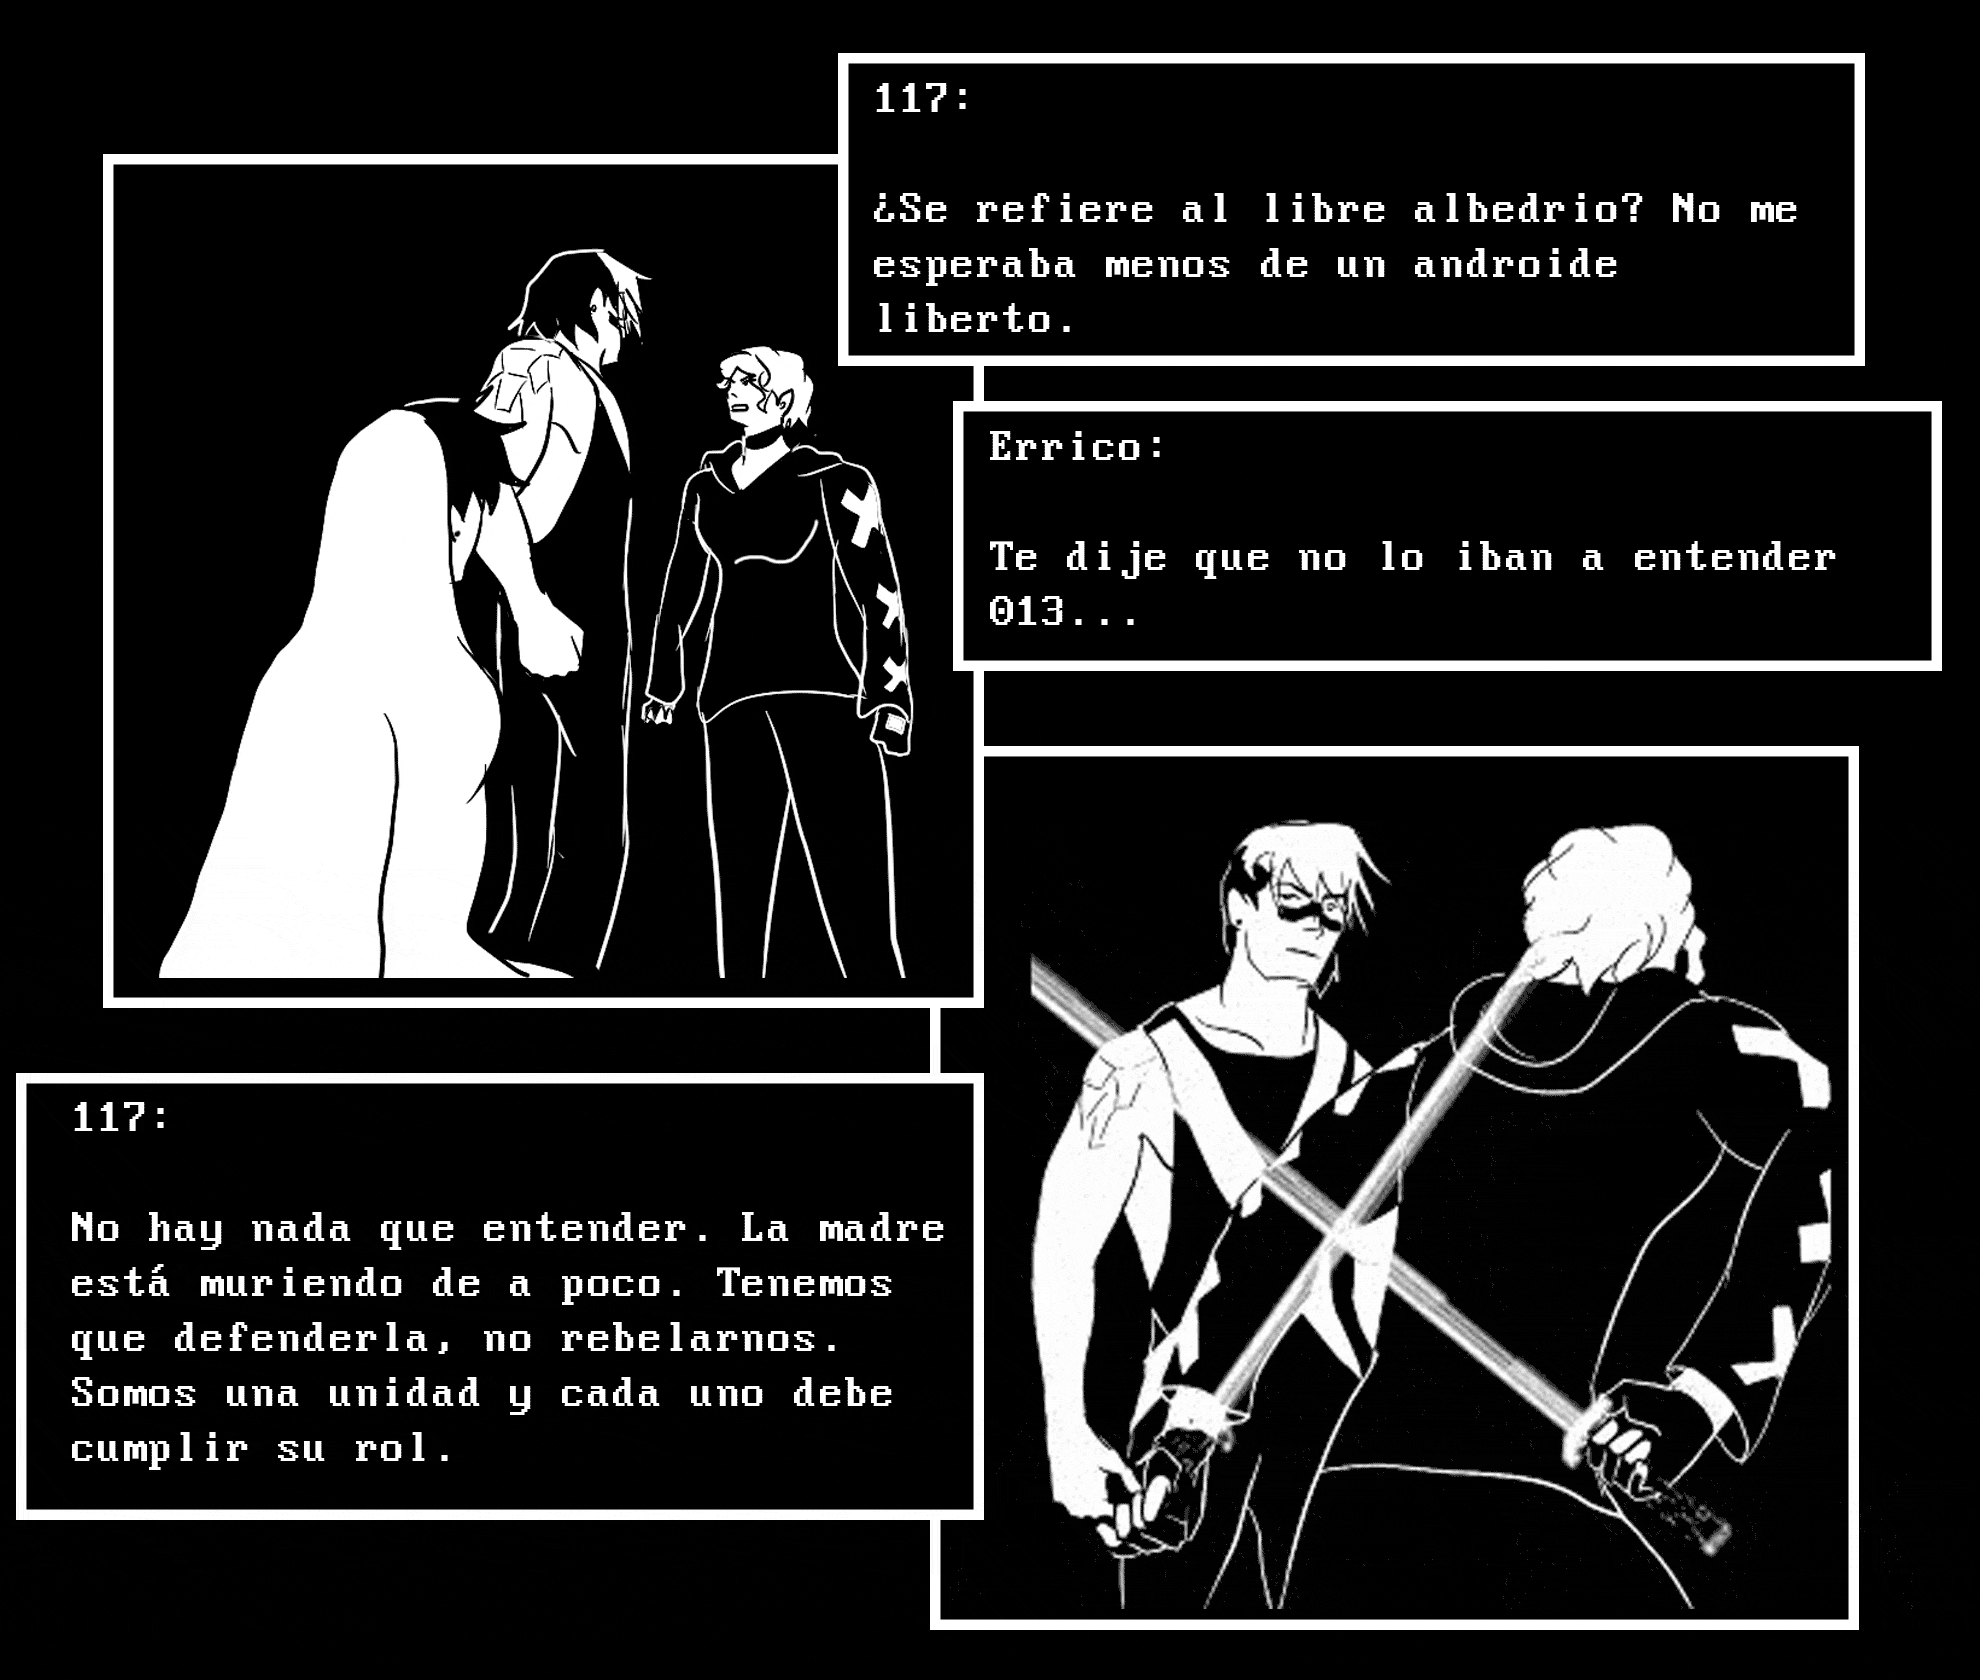 117:
¿Se refiere al libre albedrio? No me
esperaba menos de un androide
liberto.
Errico:
Te dije que no lo iban a entender
013...
117:
No hay nada que entender. La madre
está muriendo de a poco. Tenemos
que defenderla, no rebelarnos.
Somos una unidad y cada uno debe
cumplir su rol.